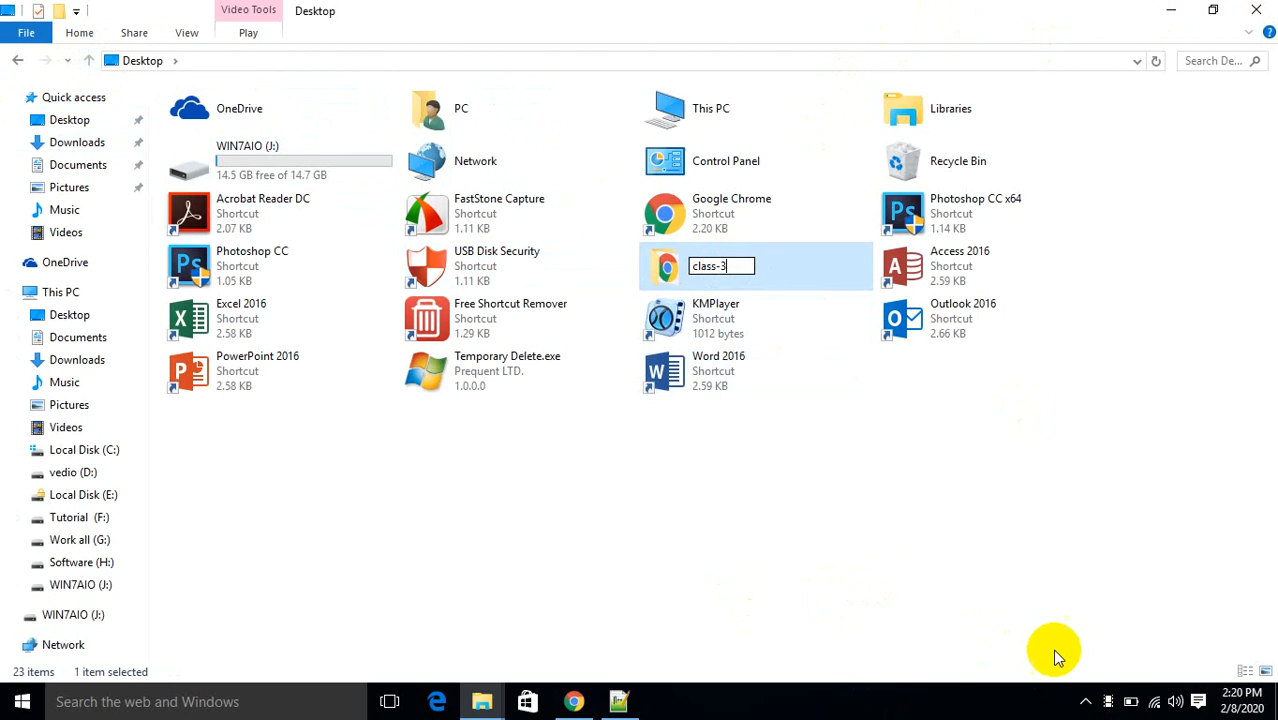 Video Tools
Desktop
File
Home
Share
View
Play
Desktop
Search De...
Quick access
Desktop
Downloads
Documents
Pictures
Music
Videos
OneDrive
This PC
Desktop
Documents
Downloads
Music
Pictures
Videos
Local Disk (C:)
vedio (D:)
Local Disk (E:)
Tutorial (F:)
Work all (G:)
Software (H:)
WIN7AIO (J:)
WIN7AIO (J:)
Network
OneDrive
PC
This PC
Libraries
WIN7AIO (J:)
14.5 GB free of 14.7 GB
Network
Control Panel
Recycle Bin
Acrobat Reader DC
Shortcut
2.07 KB
FastStone Capture
Shortcut
1.11 KB
Google Chrome
Shortcut
2.20 KB
Photoshop CC x64
Shortcut
1.14 KB
Photoshop CC
Shortcut
1.05 KB
USB Disk Security
Shortcut
1.11 KB
class-3
Access 2016
Shortcut
2.59 KB
Excel 2016
Shortcut
2.58 KB
Free Shortcut Remover
Shortcut
1.29 KB
KMPlayer
Shortcut
1012 bytes
Outlook 2016
Shortcut
2.66 KB
PowerPoint 2016
Shortcut
2.58 KB
Temporary Delete.exe
Prequent LTD.
1.0.0.0
Word 2016
Shortcut
2.59 KB
23 items
1 item selected
Search the web and Windows
2:20 PM
2/8/2020